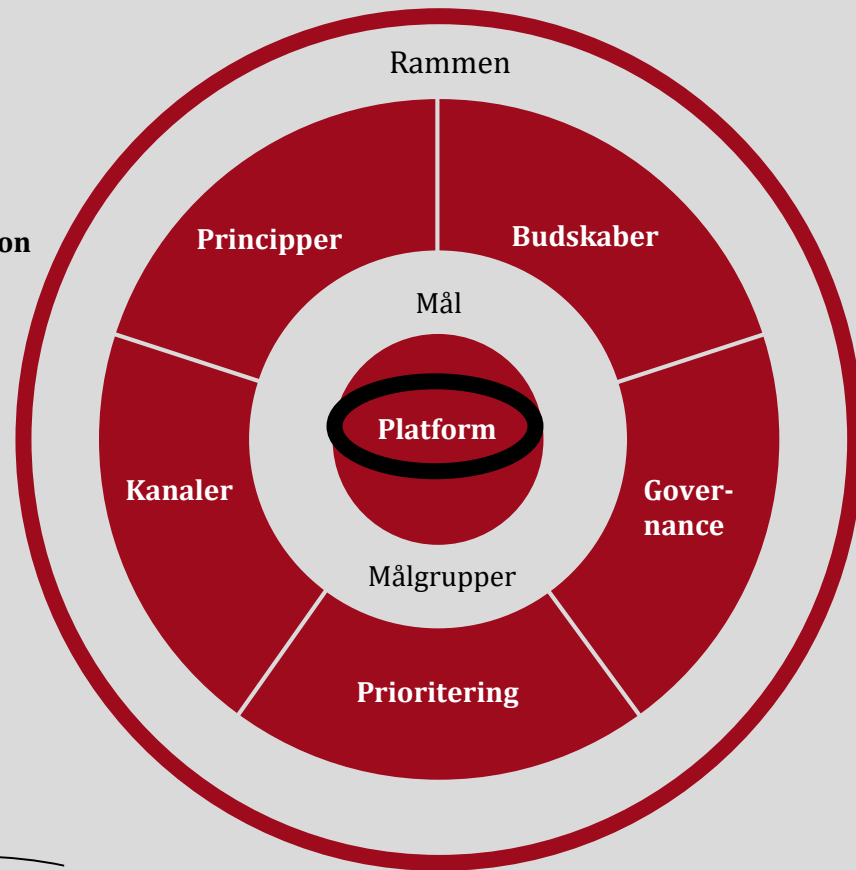 Rammen
Principper
Budskaber
on
Mål
Platform
Kanaler
Gover-
nance
Målgrupper
Prioritering